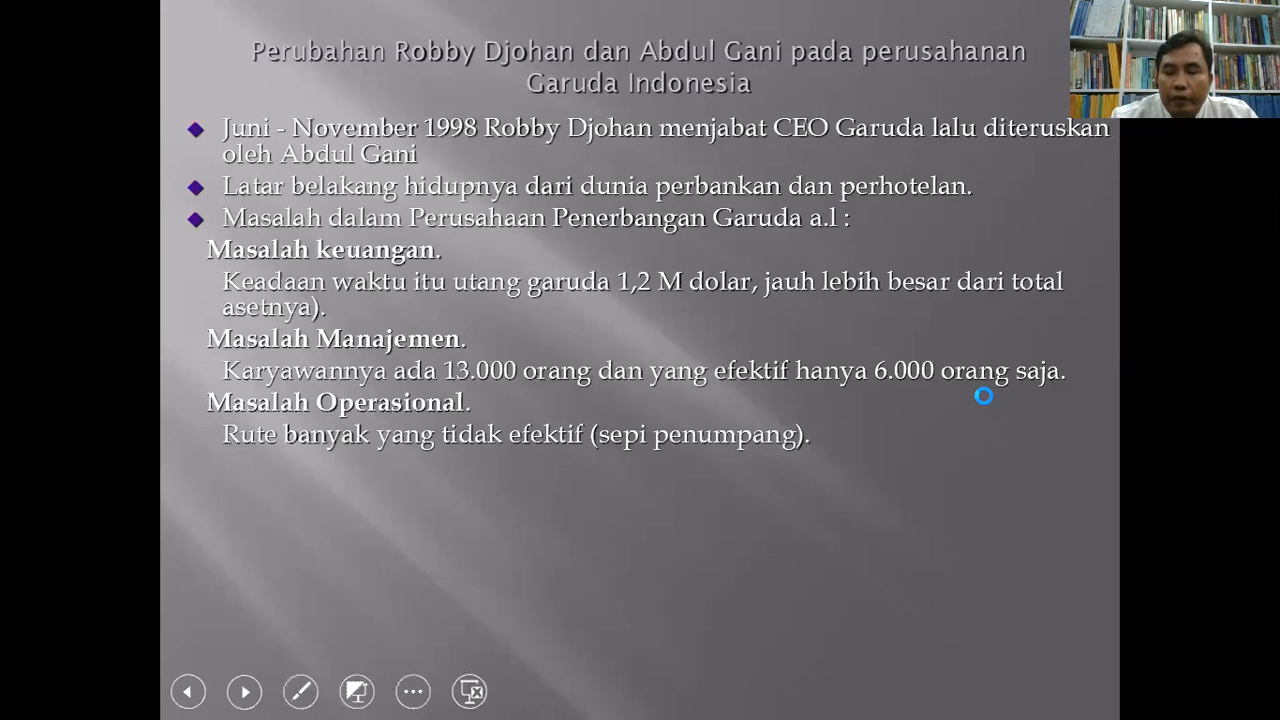 Perubahan Robby Djohan dan Abdul Gani pada perusahanan
Garuda Indonesia
Juni - November 1998 Robby Djohan menjabat CEO Garuda lalu diteruskan
oleh Abdul Gani
Latar belakang hidupnya dari dunia perbankan dan perhotelan.
Masalah dalam Perusahaan Penerbangan Garuda a.l :
Masalah keuangan.
Keadaan waktu itu utang garuda 1,2 M dolar, jauh lebih besar dari total
asetnya).
Masalah Manajemen.
Karyawannya ada 13.000 orang dan yang efektif hanya 6.000 orang saja.
Masalah Operasional.
Rute banyak yang tidak efektif (sepi penumpang).